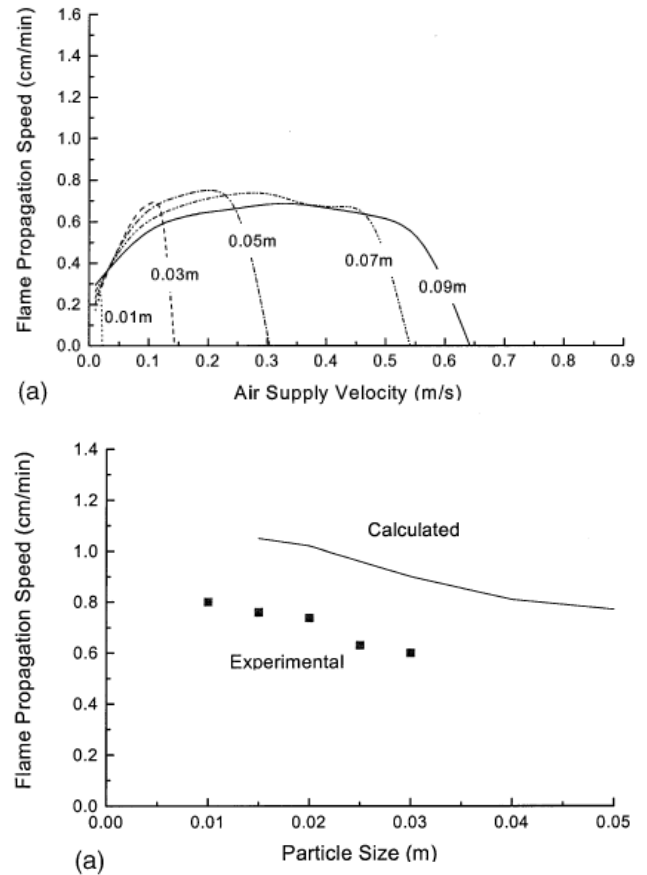 1.6
1.4
1.2
1.0
0.8
0.6
0.4
0.2
0.0
Flame Propagation Speed (cm/min)
0.01m
0.03m
0.05m
0.07m
0.09m
0.0 0.1 0.2 0.3 0.4 0.5 0.6 0.7 0.8 0.9
Air Supply Velocity (m/s)
(a)
1.4
1.2
1.0
0.8
0.6
0.4
0.2
0.0
Flame Propagation Speed (cm/min)
Calculated
Experimental
0.00 0.01 0.02 0.03 0.04 0.05
Particle Size (m)
(a)